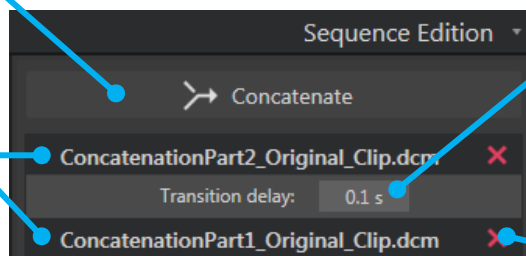 Sequence Edition
Concatenate
ConcatenationPart2_Original_Clip.dcm
Transition delay: 0.1 s
ConcatenationPart1_Original_Clip.dcm